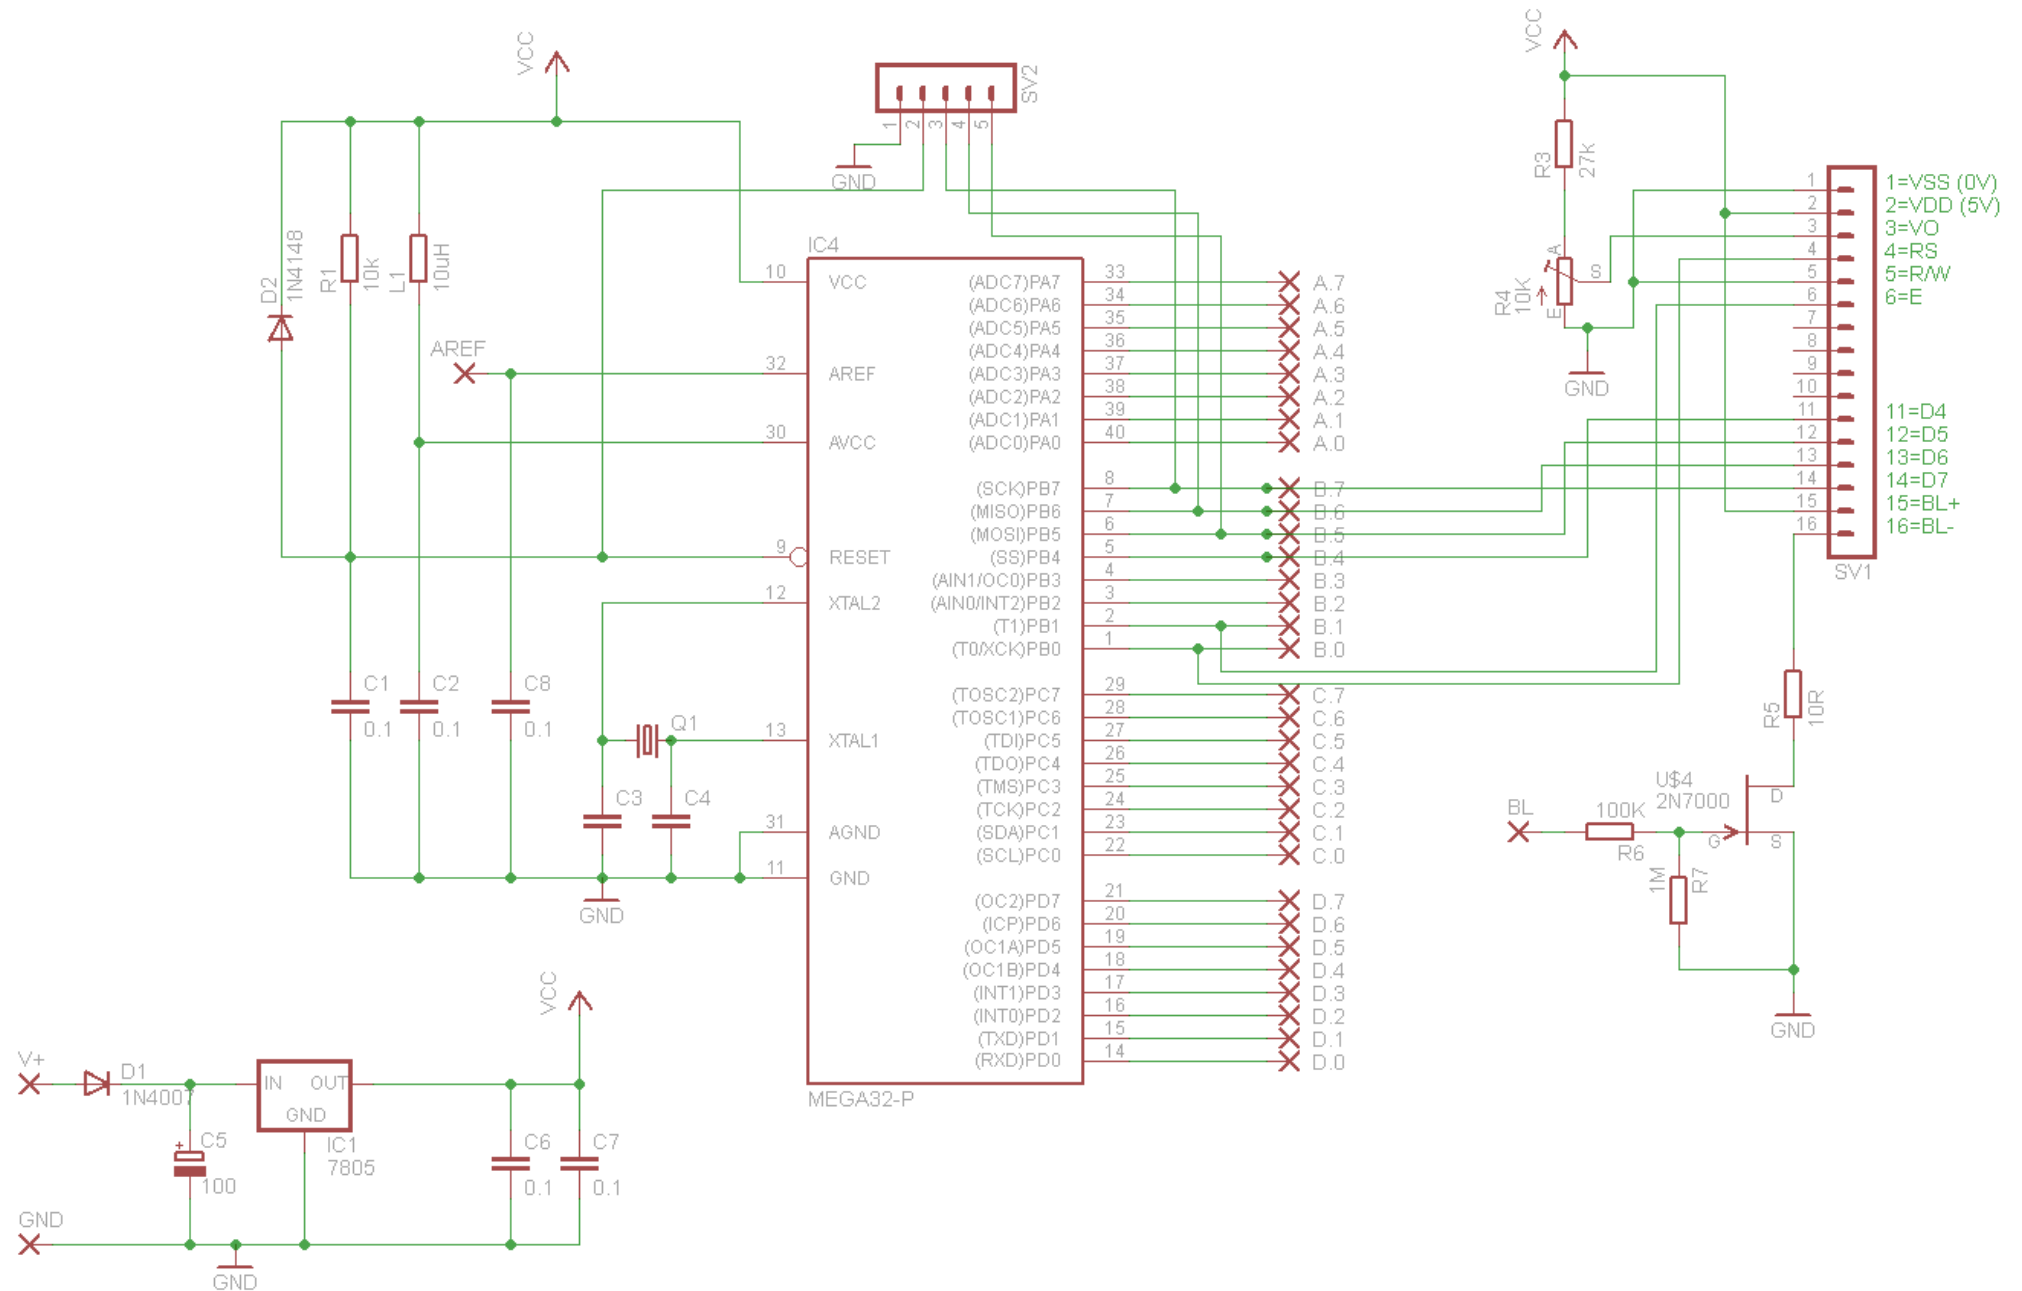 VCC
D2
1N4148
R1
10k
L1
10uH
AREF
C1
0.1
C2
0.1
C8
0.1
Q1
C3
C4
GND
SV2
1
2
3
4
5
GND
IC4
10 VCC
32 AREF
30 AVCC
9 RESET
12 XTAL2
13 XTAL1
31 AGND
11 GND
(ADC7)PA7 33 A.7
(ADC6)PA6 34 A.6
(ADC5)PA5 35 A.5
(ADC4)PA4 36 A.4
(ADC3)PA3 37 A.3
(ADC2)PA2 38 A.2
(ADC1)PA1 39 A.1
(ADC0)PA0 40 A.0
(SCK)PB7 8 B.7
(MISO)PB6 7 B.6
(MOSI)PB5 6 B.5
(SS)PB4 5 B.4
(AIN1/OC0)PB3 4 B.3
(AIN0/INT2)PB2 3 B.2
(T1)PB1 2 B.1
(T0/XCK)PB0 1 B.0
(TOSC2)PC7 29 C.7
(TOSC1)PC6 28 C.6
(TDI)PC5 27 C.5
(TDO)PC4 26 C.4
(TMS)PC3 25 C.3
(TCK)PC2 24 C.2
(SDA)PC1 23 C.1
(SCL)PC0 22 C.0
(OC2)PD7 21 D.7
(ICP)PD6 20 D.6
(OC1A)PD5 19 D.5
(OC1B)PD4 18 D.4
(INT1)PD3 17 D.3
(INT0)PD2 16 D.2
(TXD)PD1 15 D.1
(RXD)PD0 14 D.0
MEGA32-P
VCC
R3
27k
R4
10K
A
S
E
GND
1 1=VSS (0V)
2 2=VDD (5V)
3 3=VO
4 4=RS
5 5=R/W
6 6=E
7
8
9
10
11 11=D4
12 12=D5
13 13=D6
14 14=D7
15 15=BL+
16 16=BL-
SV1
R5
10R
U$4
2N7000
D
G
S
BL
100K
R6
1M
R7
GND
V+
D1
1N4007
IN OUT
GND
IC1
7805
+
C5
100
VCC
C6
0.1
C7
0.1
GND
GND